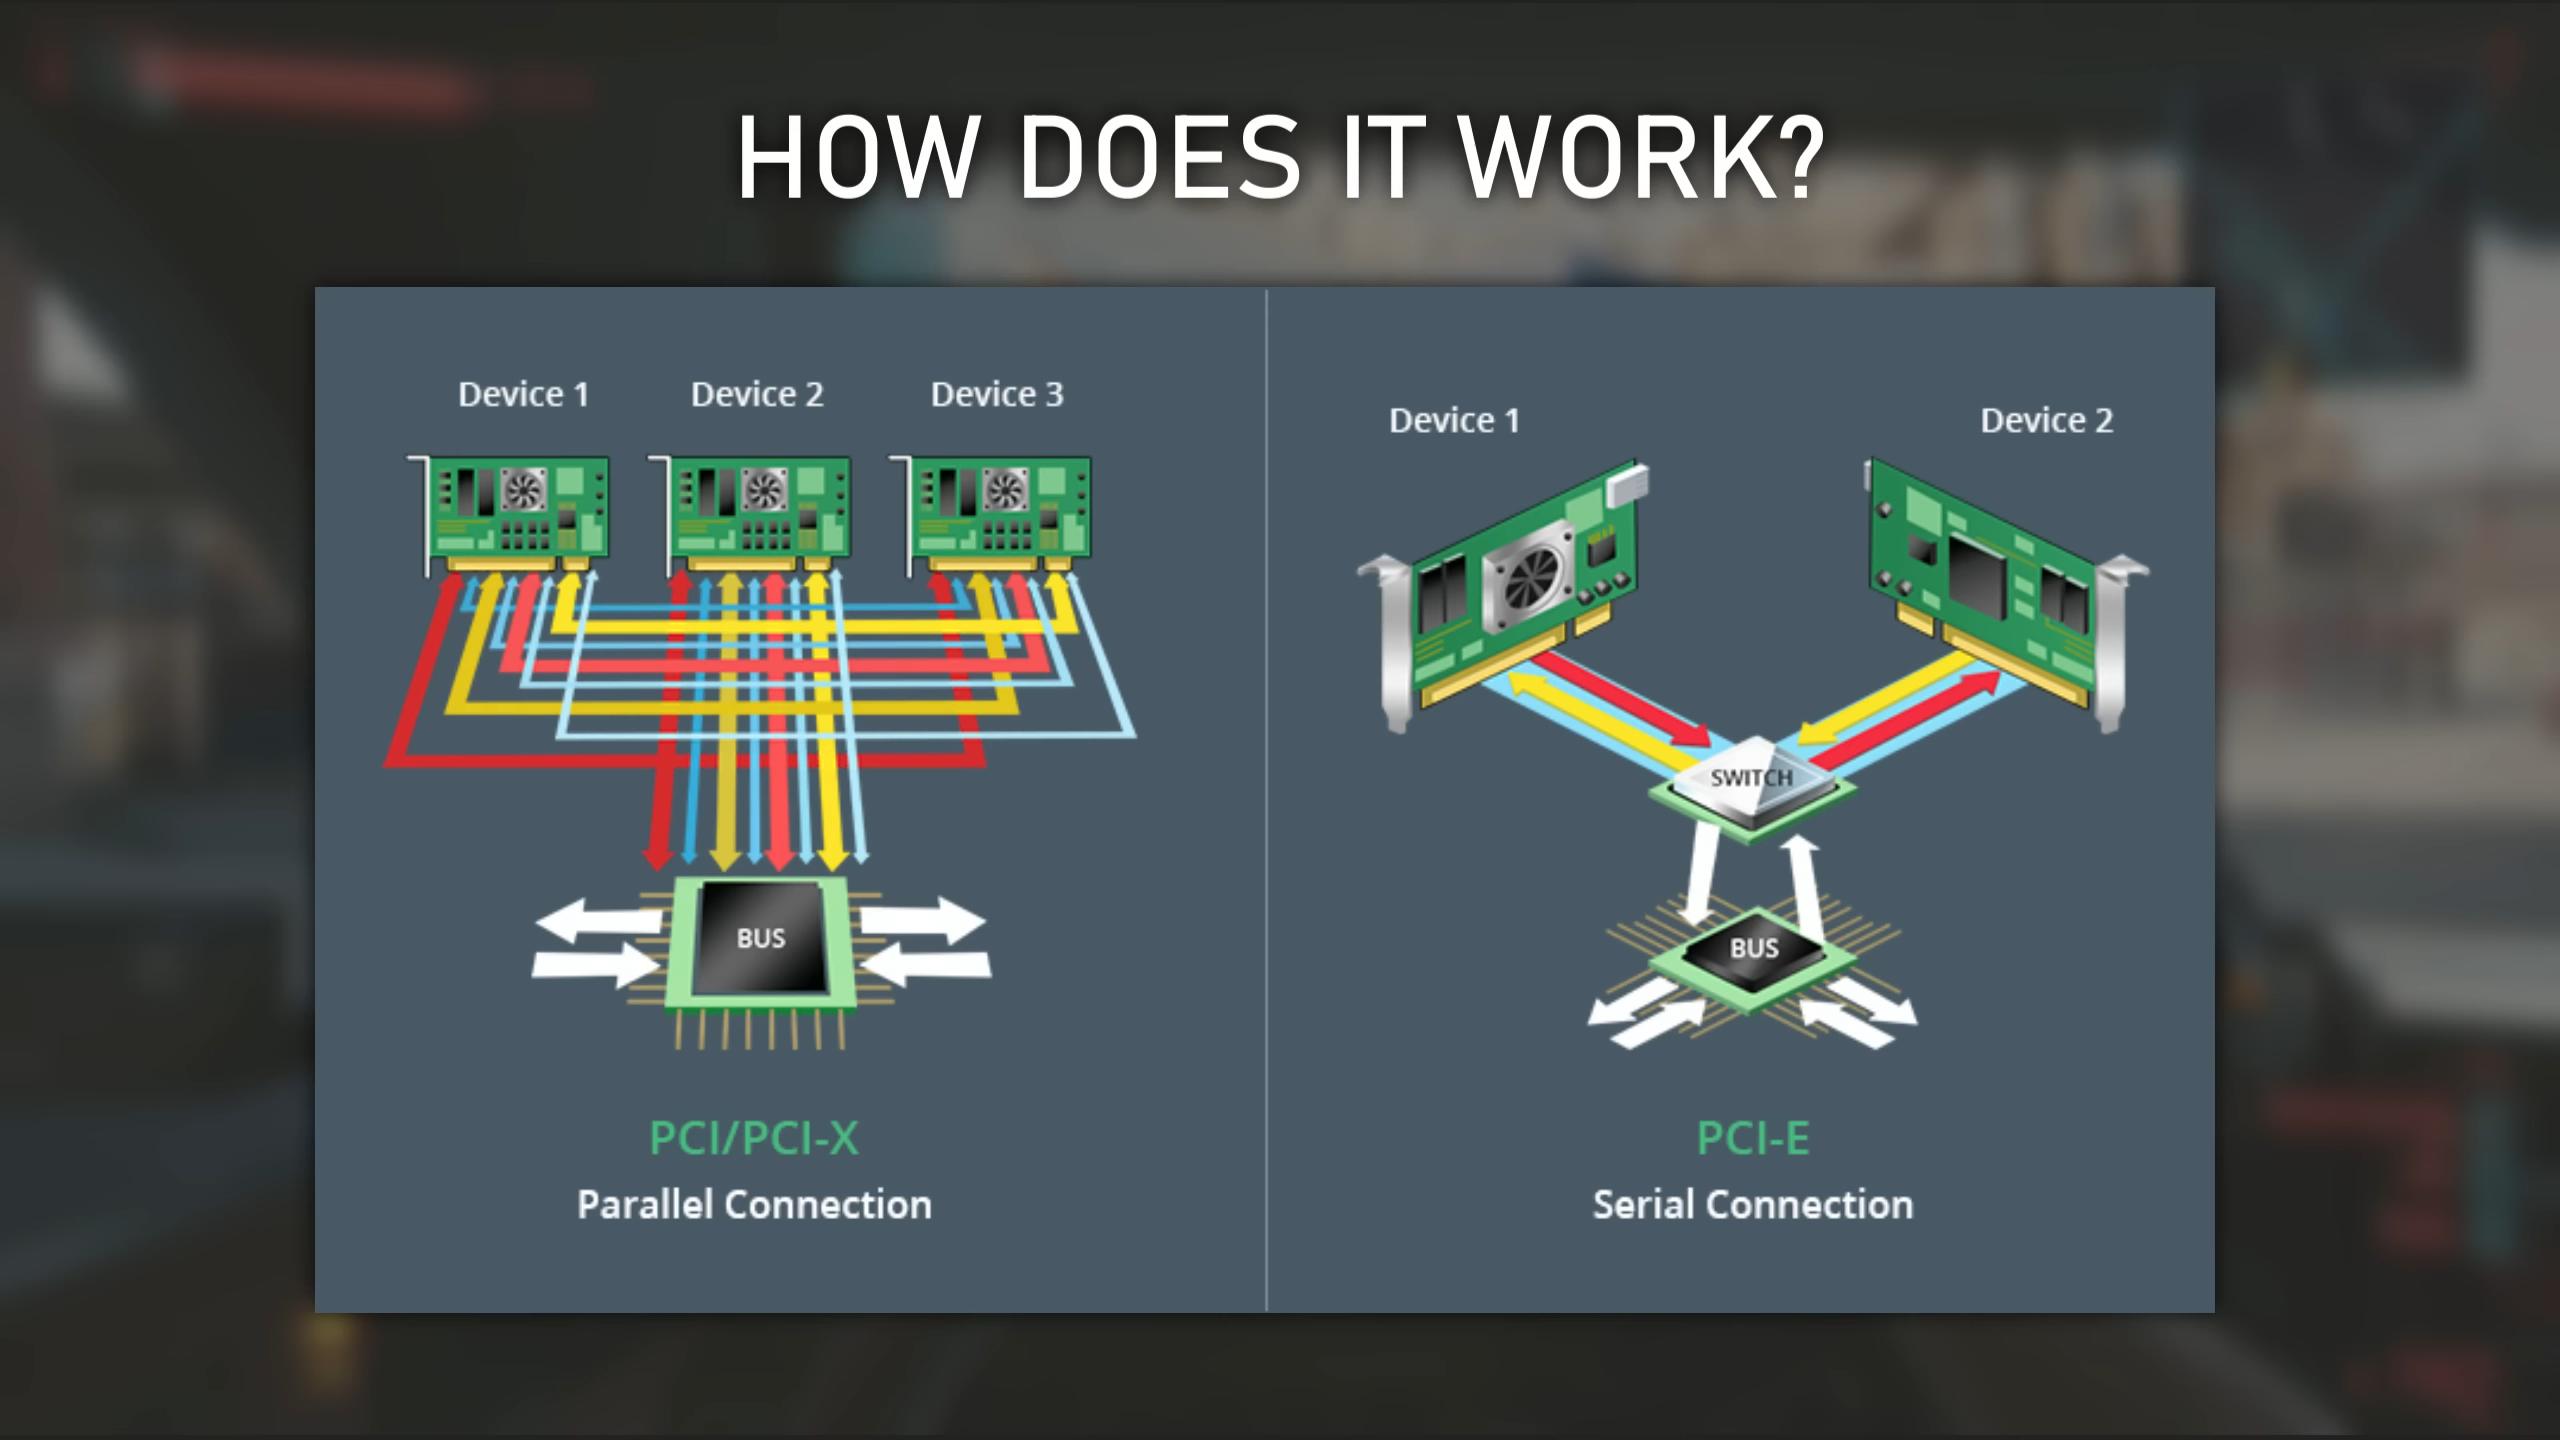 HOW DOES IT WORK?
Device 1
Device 2
Device 3
BUS
PCI/PCI-X
Parallel Connection
Device 1
Device 2
SWITCH
BUS
PCI-E
Serial Connection